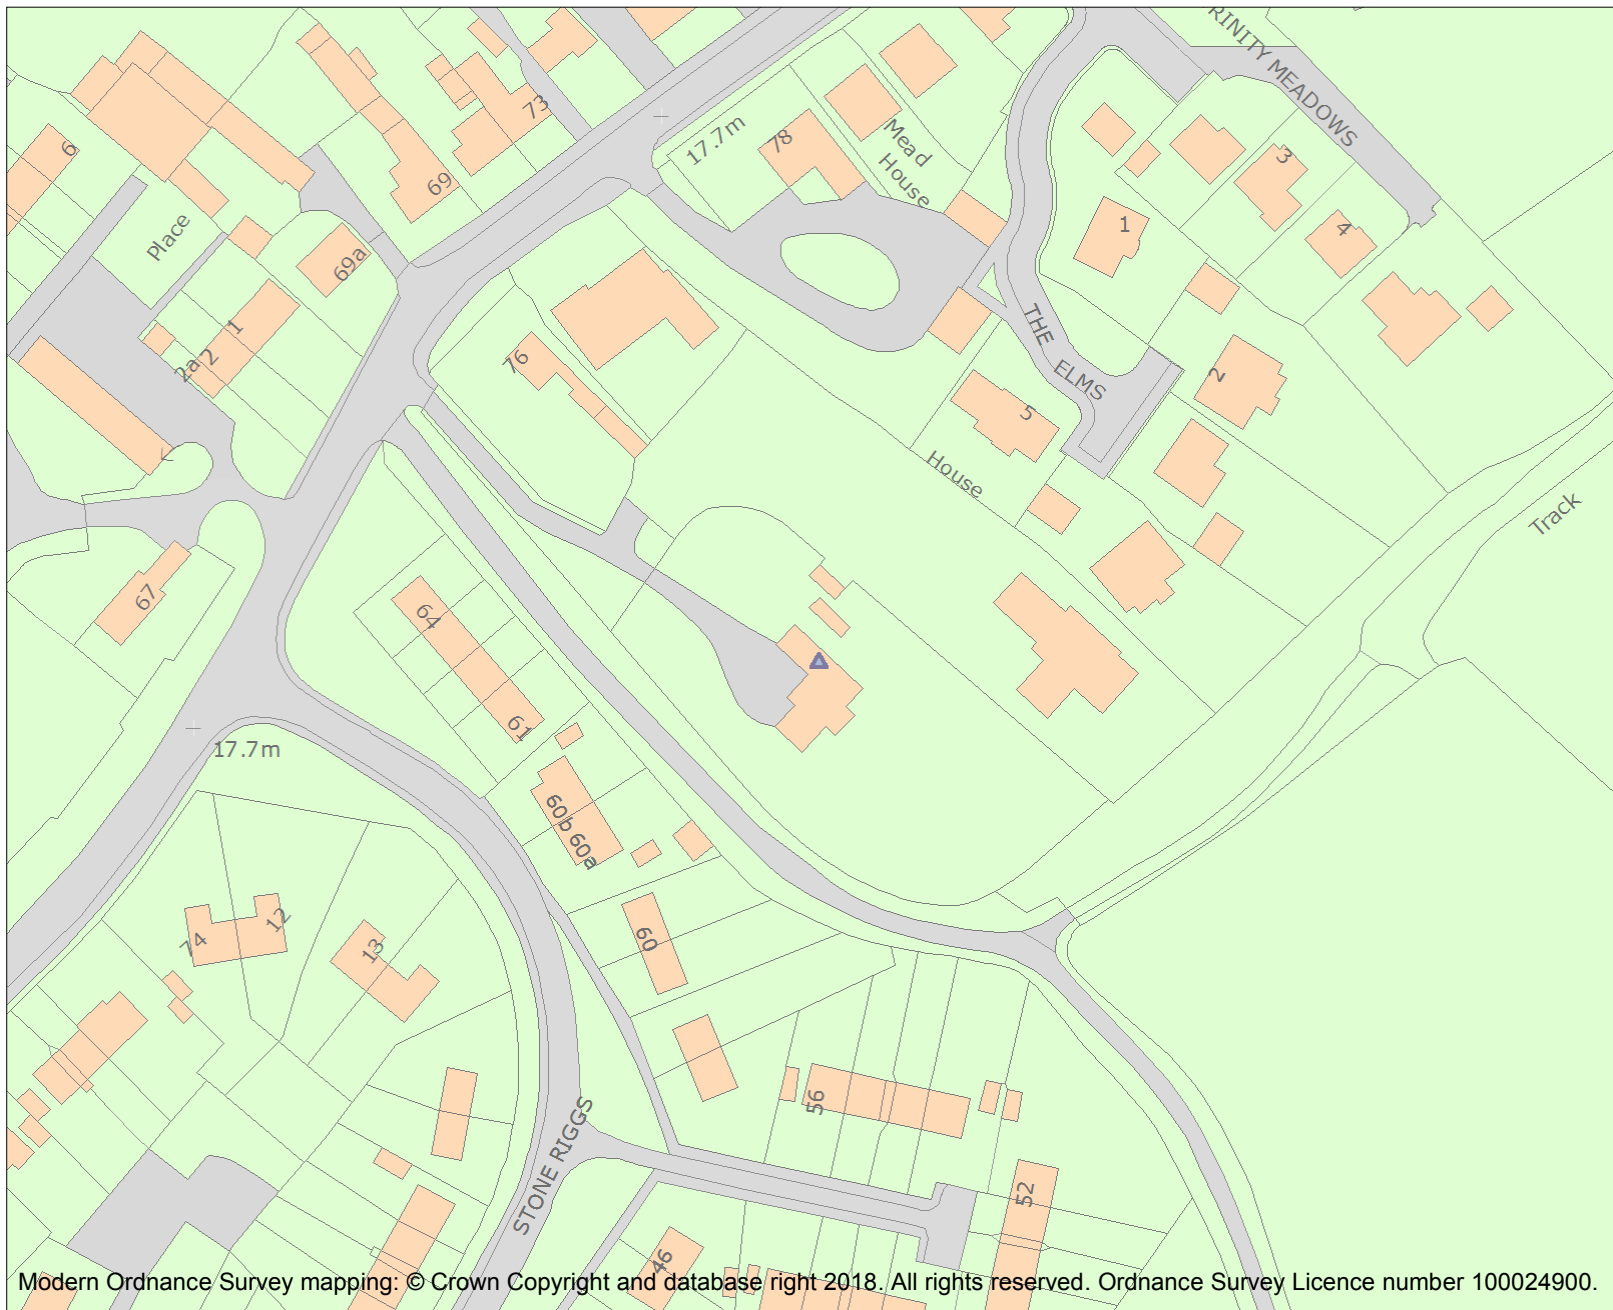 RINITY MEADOWS
73
17.7m
78
Mead
House
6
69
3
Place
69a
1
4
1
2
2a
THE
ELMS
76
2
5
House
Track
67
64
61
17.7m
60b
60a
12
74
13
60
56
STONE RIGGS
52
46
Modern Ordnance Survey mapping: © Crown Copyright and database right 2018. All rights reserved. Ordnance Survey Licence number 100024900.